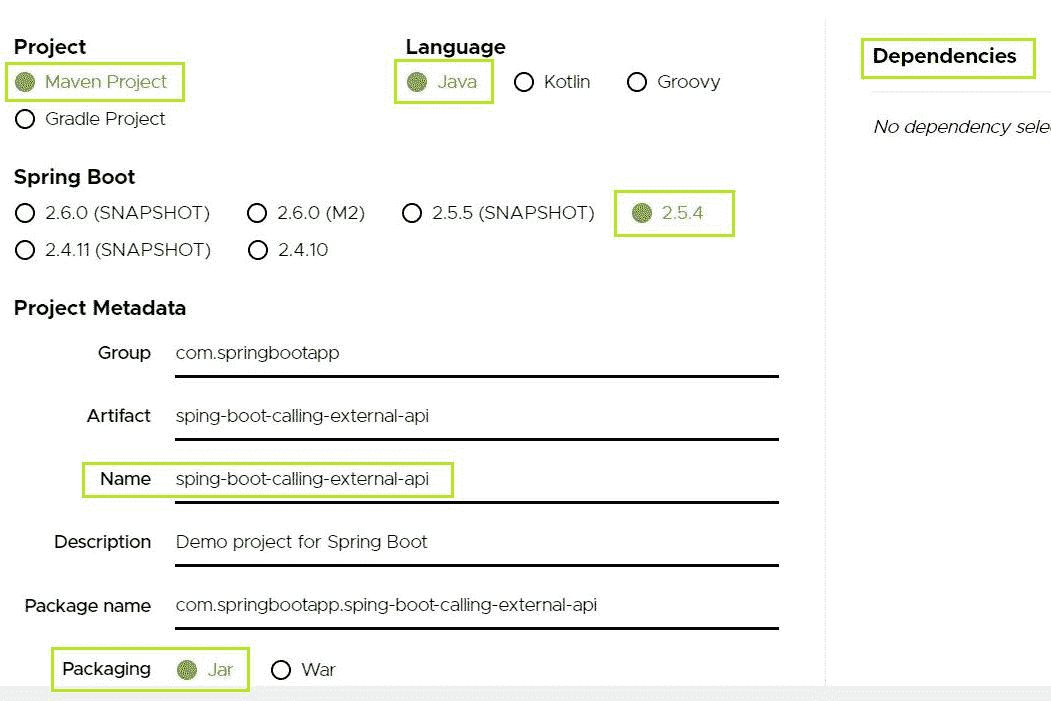 Project
Maven Project
Gradle Project
Language
Java Kotlin Groovy
Spring Boot
2.6.0 (SNAPSHOT) 2.6.0 (M2) 2.5.5 (SNAPSHOT) 2.5.4
2.4.11 (SNAPSHOT) 2.4.10
Project Metadata
Group com.springbootapp
Artifact sping-boot-calling-external-api
Name sping-boot-calling-external-api
Description Demo project for Spring Boot
Package name com.springbootapp.sping-boot-calling-external-api
Packaging Jar War
Dependencies
No dependency sele